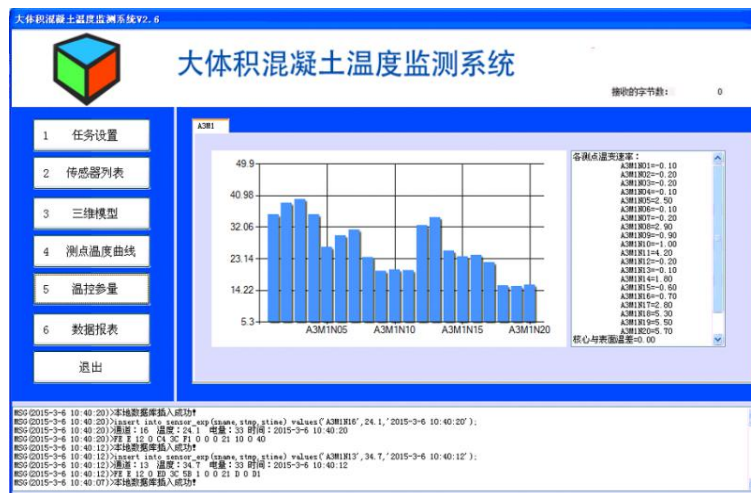 大体积混凝土温度监测系统V2.6
大体积混凝土温度监测系统
接收的字节数: 0
1 任务设置
2 传感器列表
3 三维模型
4 测点温度曲线
5 温控参量
6 数据报表
退出
A3M1
49.9
40.98
32.06
23.14
14.22
5.3
A3M1N05 A3M1N10 A3M1N15 A3M1N20
各测点温变速率:
A3M1N01=-0.10
A3M1N02=-0.20
A3M1N03=-0.20
A3M1N04=-0.10
A3M1N05=2.50
A3M1N06=-0.10
A3M1N07=-0.20
A3M1N08=2.90
A3M1N09=-0.90
A3M1N10=-1.00
A3M1N11=4.20
A3M1N12=-0.20
A3M1N13=-0.10
A3M1N14=1.80
A3M1N15=-0.60
A3M1N16=-0.70
A3M1N17=2.80
A3M1N18=5.30
A3M1N19=5.50
A3M1N20=5.70
核心与表面温差=0.00
MSG(2015-3-6 10:40:20)>本地数据库插入成功!
MSG(2015-3-6 10:40:20)>insert into sensor_exp(sname,stmp,stime) values('A3M1N16',24.1,'2015-3-6 10:40:20');
MSG(2015-3-6 10:40:20)>通道:16 温度:24.1 电量:33 时间:2015-3-6 10:40:20
MSG(2015-3-6 10:40:20)>FE E 12 0 C4 3C F1 0 0 0 21 10 0 40
MSG(2015-3-6 10:40:12)>本地数据库插入成功!
MSG(2015-3-6 10:40:12)>insert into sensor_exp(sname,stmp,stime) values('A3M1N13',34.7,'2015-3-6 10:40:12');
MSG(2015-3-6 10:40:12)>通道:13 温度:34.7 电量:33 时间:2015-3-6 10:40:12
MSG(2015-3-6 10:40:12)>FE E 12 0 ED 3C 5B 1 0 0 21 D 0 D1
MSG(2015-3-6 10:40:07)>本地数据库插入成功!